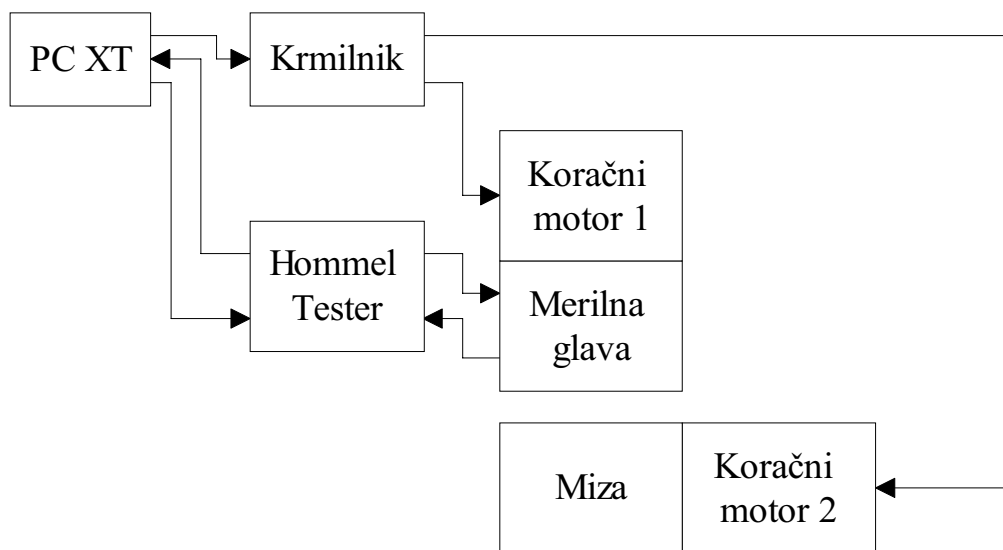 PC XT
Krmilnik
Koračni
motor 1
Hommel
Tester
Merilna
glava
Miza
Koračni
motor 2